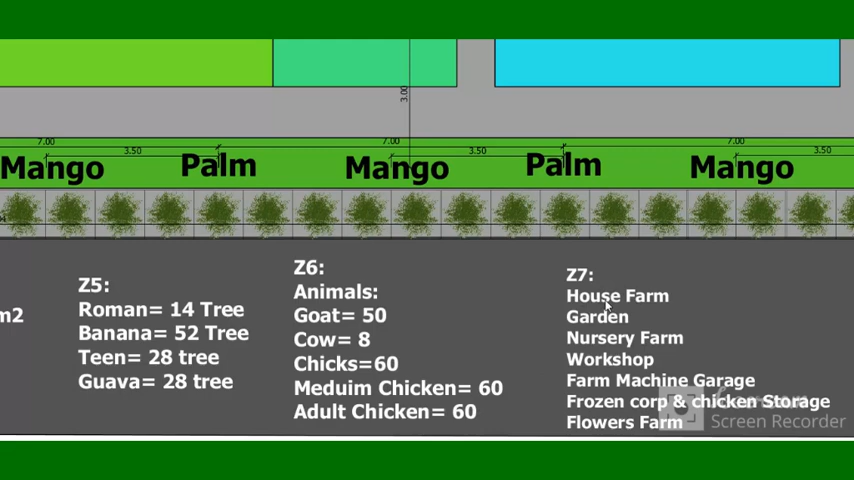 3.00
7.00
3.50
7.00
3.50
7.00
3.50
Mango
Palm
Mango
Palm
Mango
m2
Z5:
Roman= 14 Tree
Banana= 52 Tree
Teen= 28 tree
Guava= 28 tree
Z6:
Animals:
Goat= 50
Cow= 8
Chicks=60
Meduim Chicken= 60
Adult Chicken= 60
Z7:
House Farm
Garden
Nursery Farm
Workshop
Farm Machine Garage
Frozen corp & chicken Storage
Flowers Farm
Screen Recorder